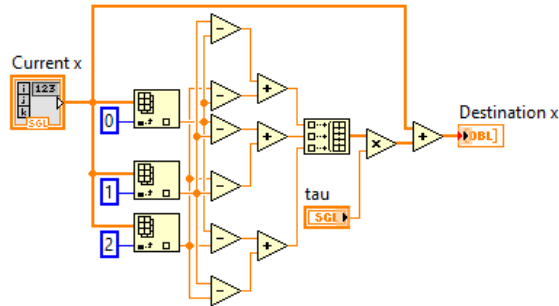 Current x
i
j
k
123
SGL
0
1
2
tau
SGL
Destination x
DBL]